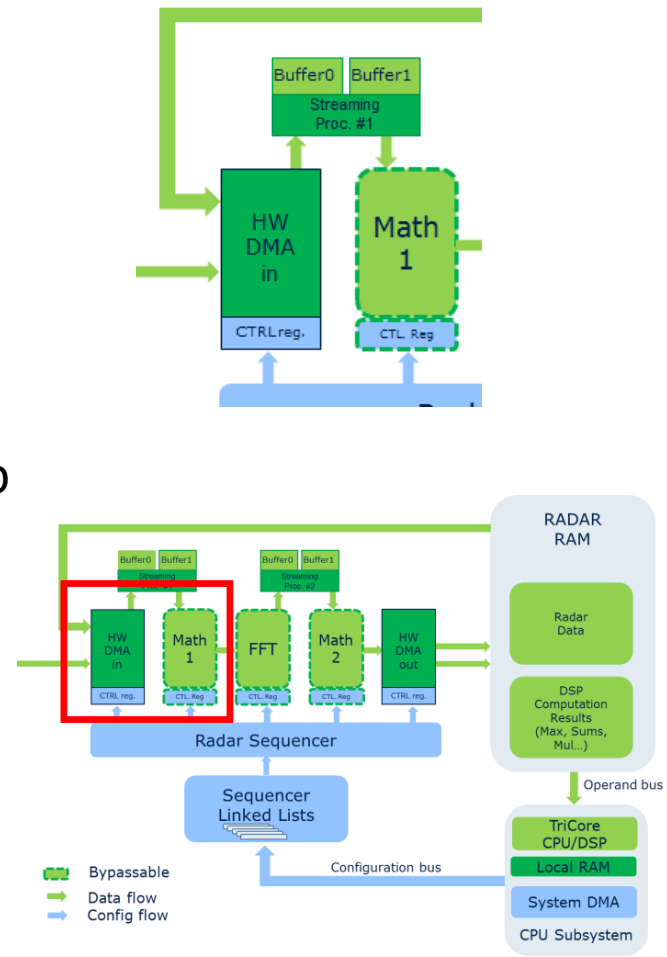 Buffer0 Buffer1
Streaming
Proc. #1
HW
DMA
in
CTRLreg.
Math
1
CTL. Reg
RADAR
RAM
Buffer0 Buffer1
Streaming
Buffer0 Buffer1
Streaming
Proc. #2
HW
DMA
in
CTRL reg.
Math
1
CTL. Reg
FFT
CTL. Reg
Math
2
CTL. Reg
HW
DMA
out
CTRL reg.
Radar
Data
DSP
Computation
Results
(Max, Sums,
Mul...)
Radar Sequencer
Operand bus
Sequencer
Linked Lists
Configuration bus
TriCore
CPU/DSP
Local RAM
System DMA
CPU Subsystem
Bypassable
Data flow
Config flow